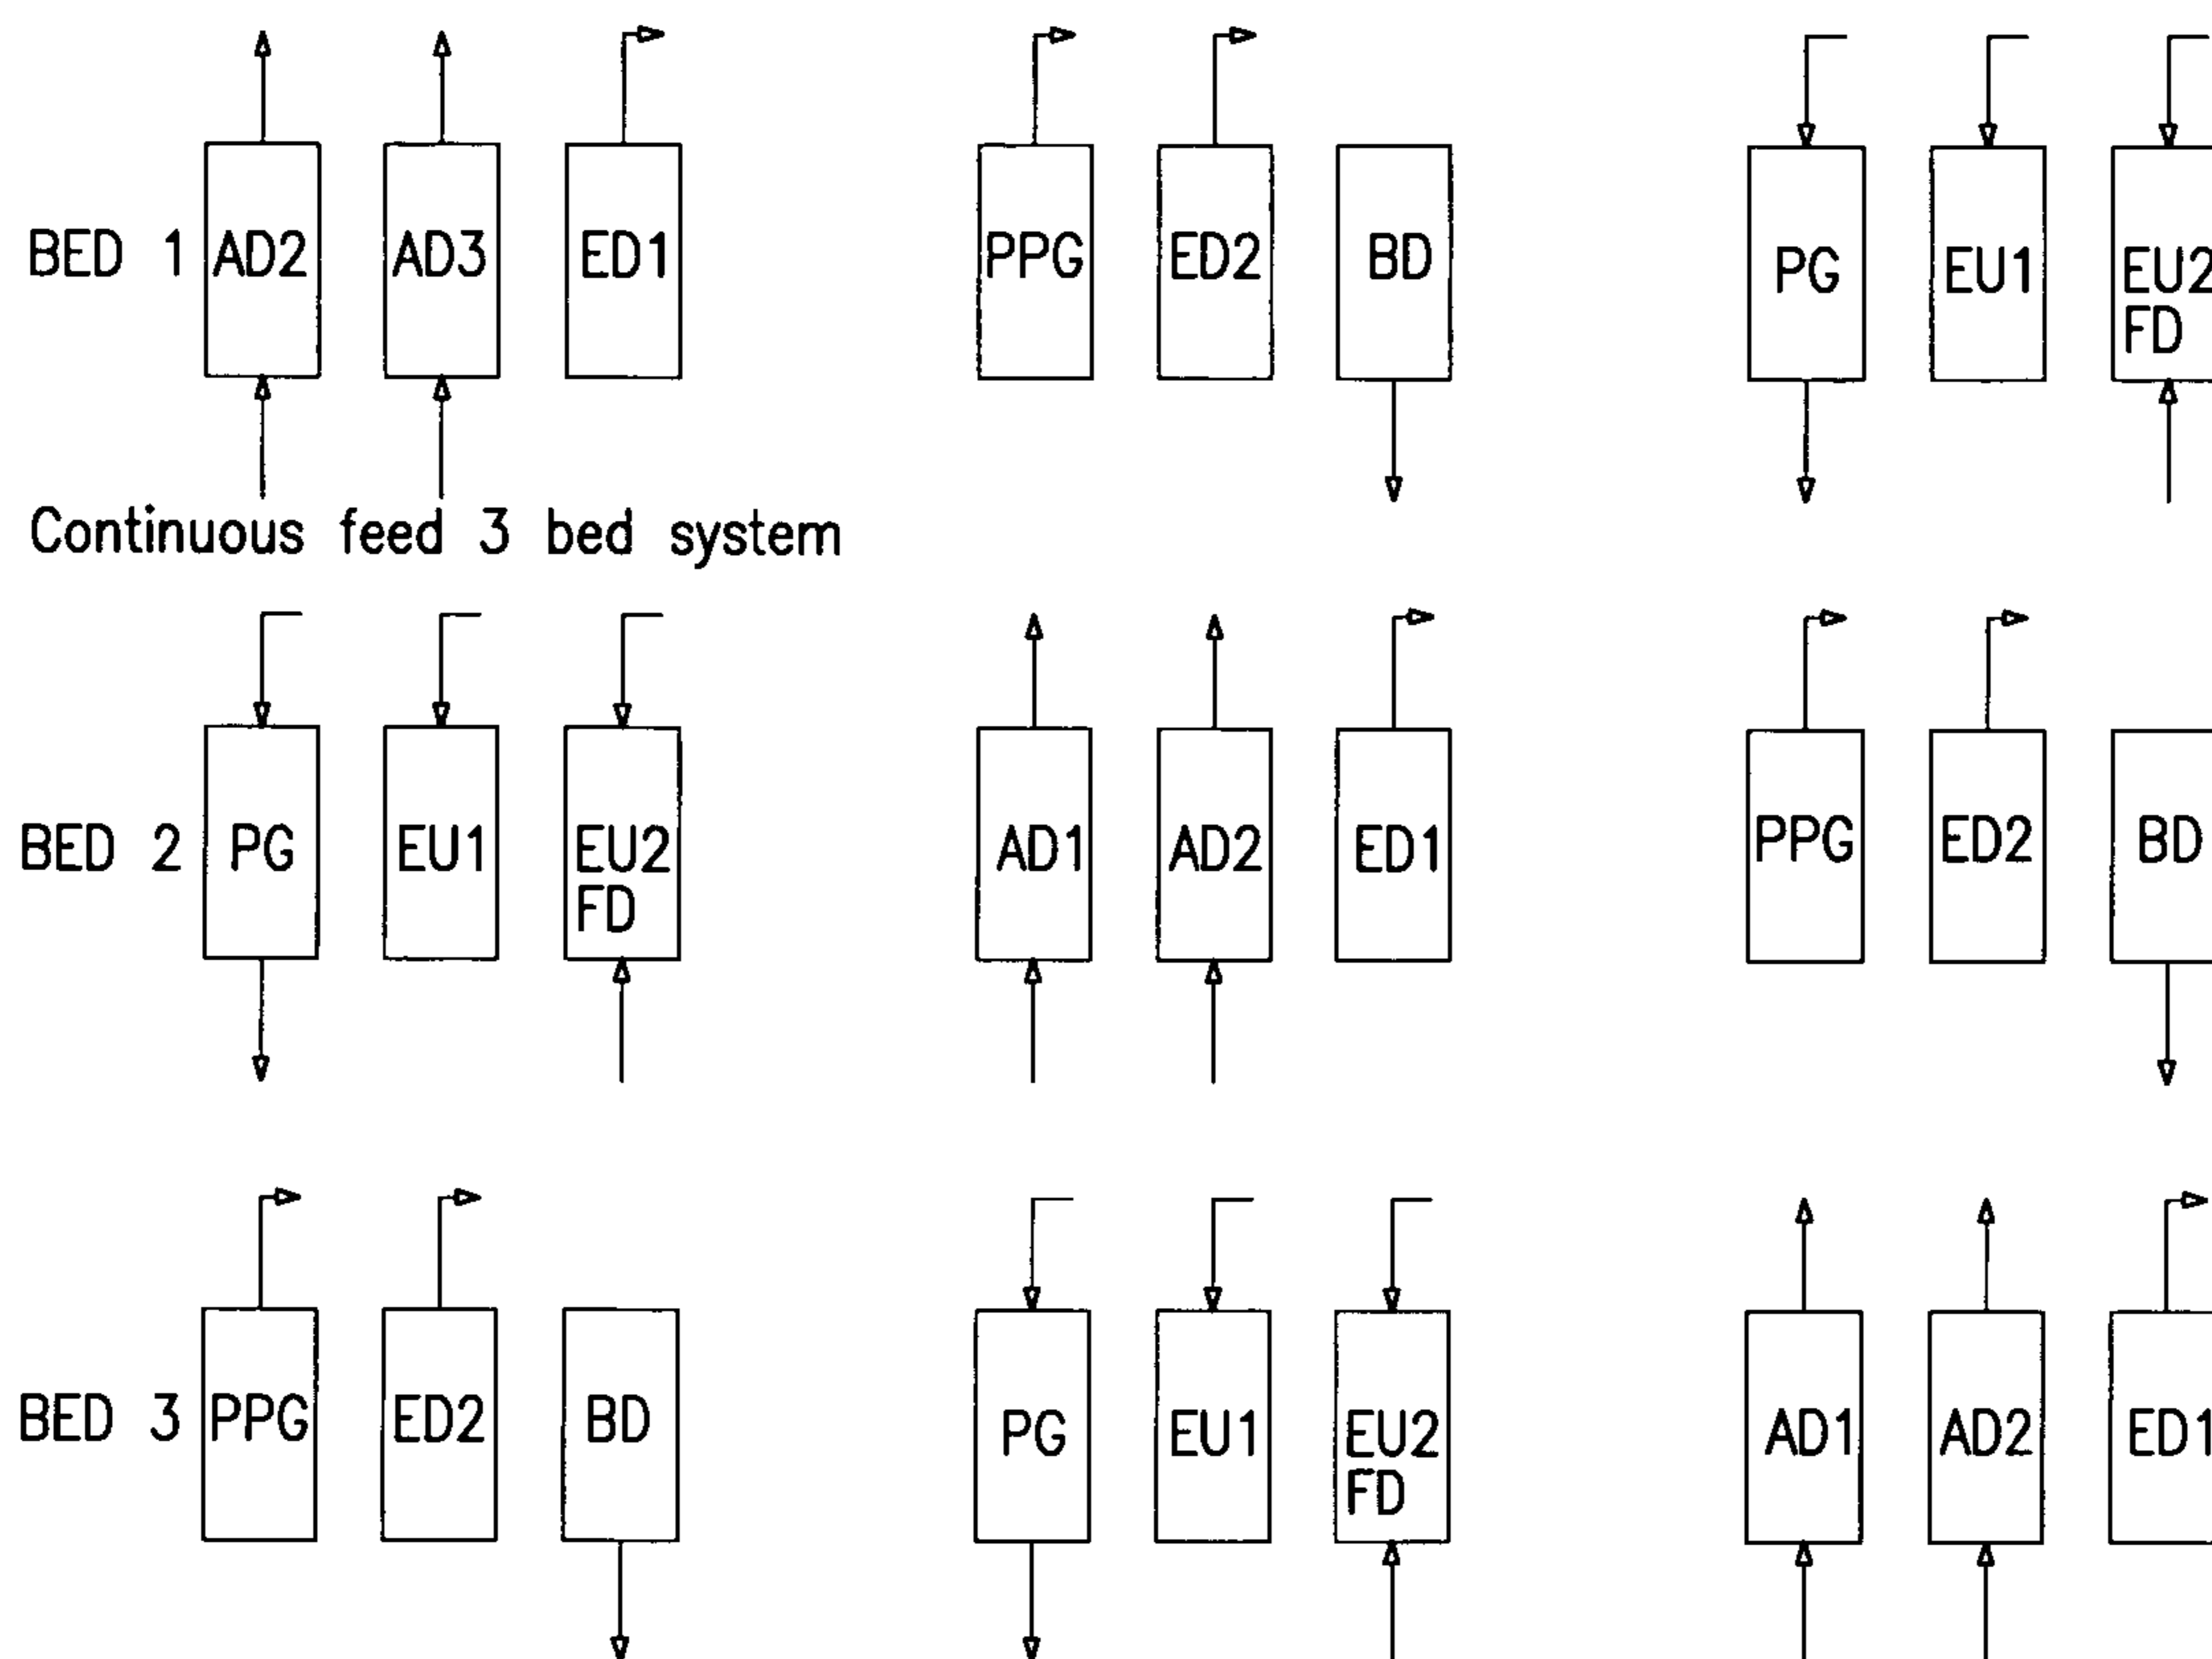 BED 1 AD2 AD3 ED1 PPG ED2 BD PG EU1 EU2
FD
Continuous feed 3 bed system
BED 2 PG EU1 EU2 AD1 AD2 ED1 PPG ED2 BD
FD
BED 3 PPG ED2 BD PG EU1 EU2 AD1 AD2 ED1
FD